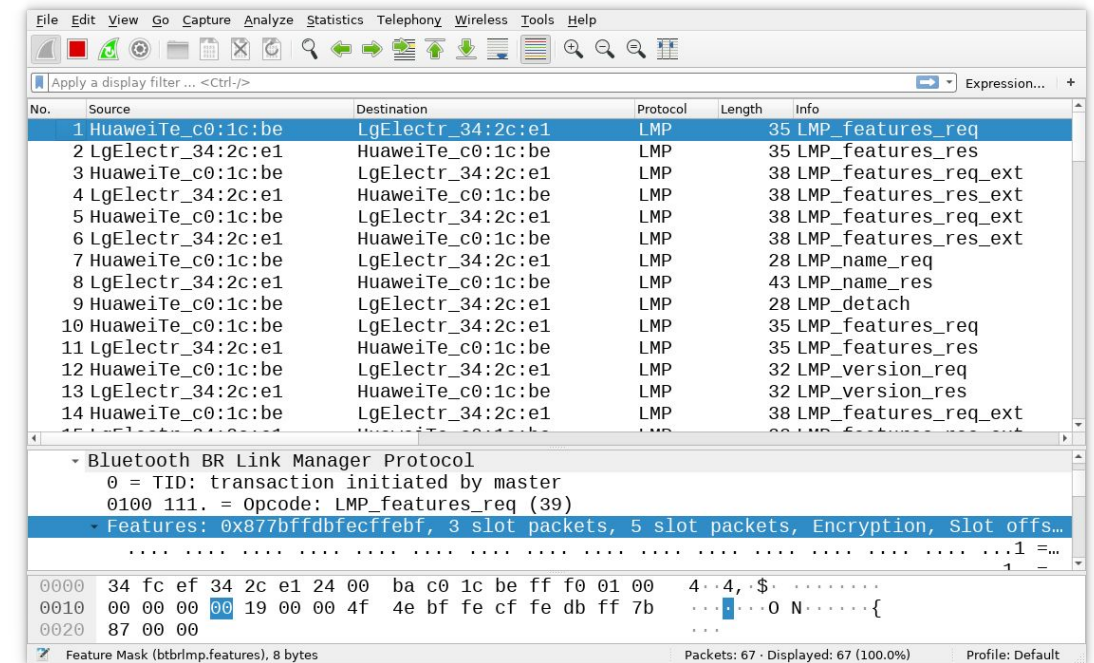 File Edit View Go Capture Analyze Statistics Telephony Wireless Tools Help
Apply a display filter ... <Ctrl-/> Expression... +
No. Source Destination Protocol Length Info
1 HuaweiTe_c0:1c:be LgElectr_34:2c:e1 LMP 35 LMP_features_req
2 LgElectr_34:2c:e1 HuaweiTe_c0:1c:be LMP 35 LMP_features_res
3 HuaweiTe_c0:1c:be LgElectr_34:2c:e1 LMP 38 LMP_features_req_ext
4 LgElectr_34:2c:e1 HuaweiTe_c0:1c:be LMP 38 LMP_features_res_ext
5 HuaweiTe_c0:1c:be LgElectr_34:2c:e1 LMP 38 LMP_features_req_ext
6 LgElectr_34:2c:e1 HuaweiTe_c0:1c:be LMP 38 LMP_features_res_ext
7 HuaweiTe_c0:1c:be LgElectr_34:2c:e1 LMP 28 LMP_name_req
8 LgElectr_34:2c:e1 HuaweiTe_c0:1c:be LMP 43 LMP_name_res
9 HuaweiTe_c0:1c:be LgElectr_34:2c:e1 LMP 28 LMP_detach
10 HuaweiTe_c0:1c:be LgElectr_34:2c:e1 LMP 35 LMP_features_req
11 LgElectr_34:2c:e1 HuaweiTe_c0:1c:be LMP 35 LMP_features_res
12 HuaweiTe_c0:1c:be LgElectr_34:2c:e1 LMP 32 LMP_version_req
13 LgElectr_34:2c:e1 HuaweiTe_c0:1c:be LMP 32 LMP_version_res
14 HuaweiTe_c0:1c:be LgElectr_34:2c:e1 LMP 38 LMP_features_req_ext
Bluetooth BR Link Manager Protocol
0 = TID: transaction initiated by master
0100 111. = Opcode: LMP_features_req (39)
Features: 0x877bffdbfecffebf, 3 slot packets, 5 slot packets, Encryption, Slot offs…
.... .... .... .... .... .... .... .... .... .... .... .... .... .... .... ...1 =…
0000 34 fc ef 34 2c e1 24 00 ba c0 1c be ff f0 01 00 4··4,·$· ········
0010 00 00 00 00 19 00 00 4f 4e bf fe cf fe db ff 7b ·······O N······{
0020 87 00 00 ···
Feature Mask (btbrlmp.features), 8 bytes Packets: 67 · Displayed: 67 (100.0%) Profile: Default